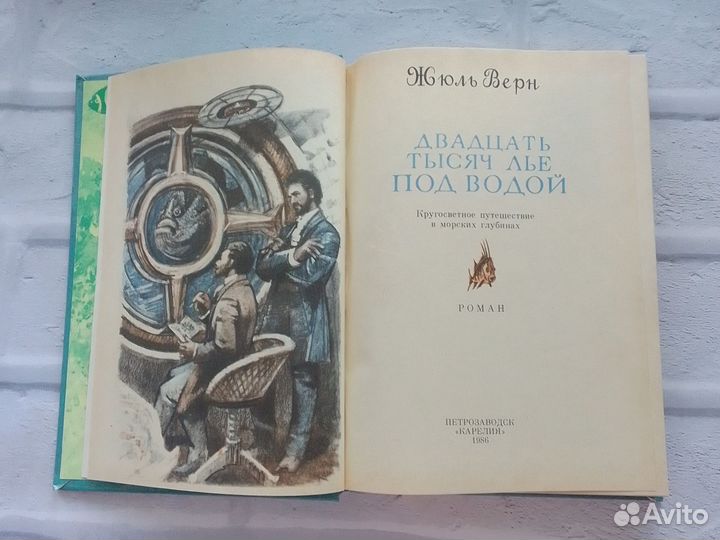 Жюль Верн
ДВАДЦАТЬ
ТЫСЯЧ ЛЬЕ
ПОД ВОДОЙ
Кругосветное путешествие
в морских глубинах
РОМАН
ПЕТРОЗАВОДСК
«КАРЕЛИЯ»
1986
Avito